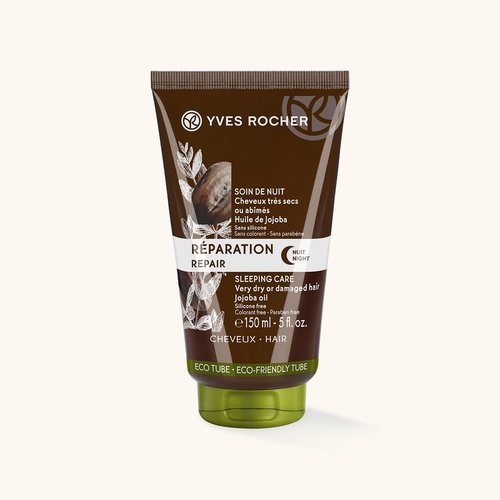 YVES ROCHER
SOIN DE NUIT
Cheveux très secs
ou abîmés
Huile de Jojoba
Sans silicone
Sans colorant - Sans parabène
RÉPARATION
REPAIR
NUIT
NIGHT
SLEEPING CARE
Very dry or damaged hair
Jojoba oil
Silicone free
Colorant free - Paraben free
℮150 ml - 5 fl. oz.
CHEVEUX · HAIR
ECO TUBE • ECO-FRIENDLY TUBE